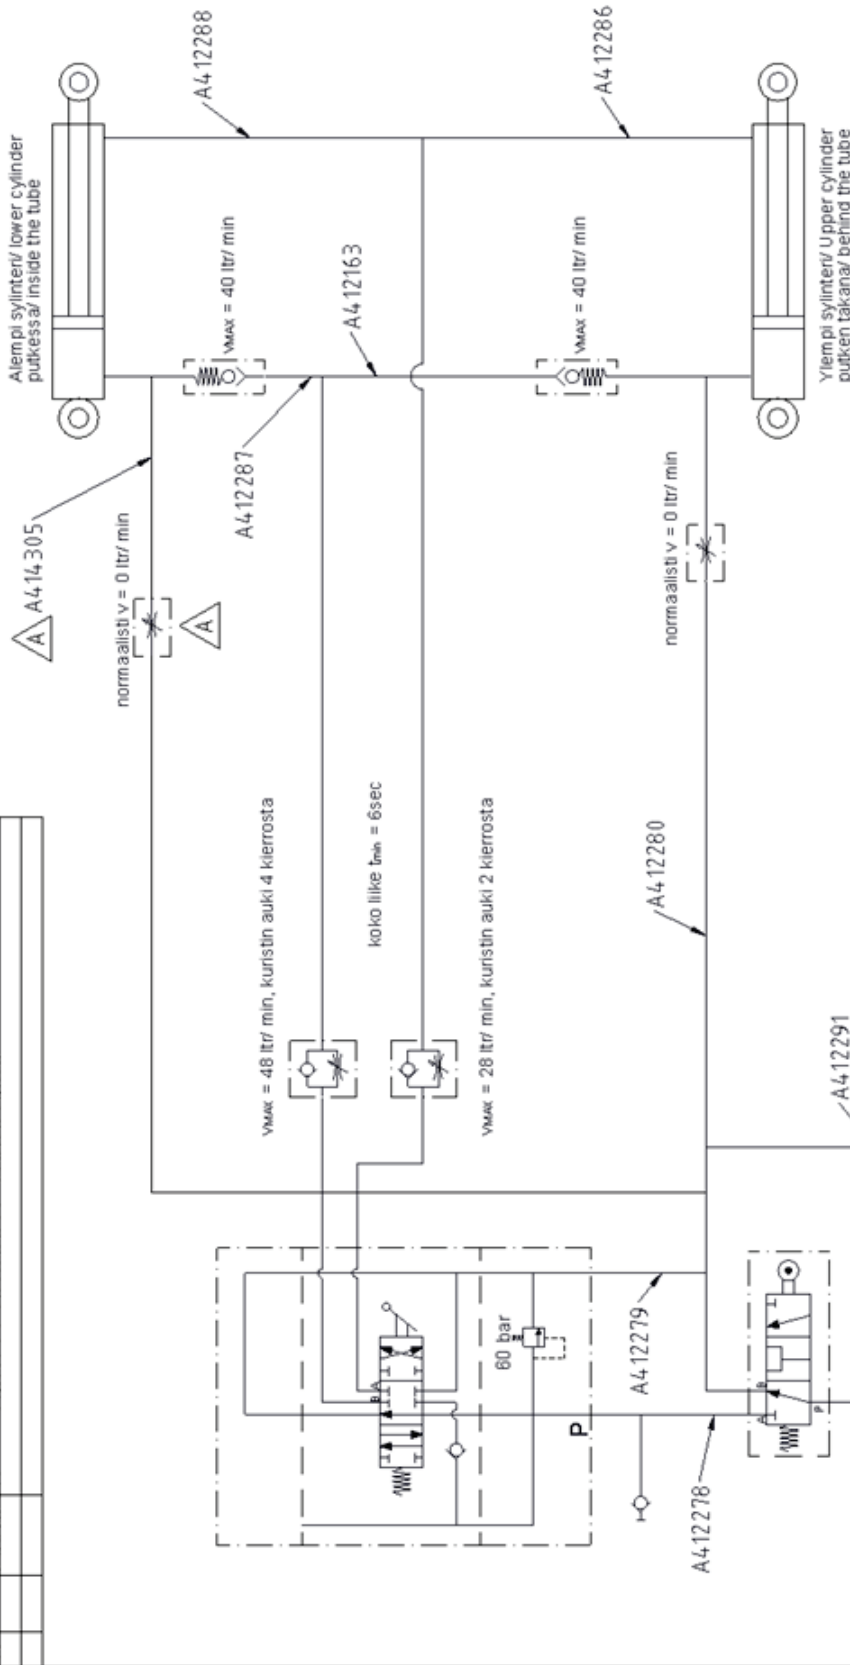 Alempi sylinteri/ lower cylinder
putkessa/ inside the tube
A412288
A412286
Ylempi sylinteri/ Upper cylinder
putken takana/ behind the tube
VMAX = 40 ltr/ min
A412163
VMAX = 40 ltr/ min
A412287
A
A414305
normaalisti v = 0 ltr/ min
A
normaalisti v = 0 ltr/ min
VMAX = 48 ltr/ min, kuristin auki 4 kierrosta
koko liike tmin = 6sec
VMAX = 28 ltr/ min, kuristin auki 2 kierrosta
A412280
A412291
60 bar
A412279
B A
P
A412278
A B
P